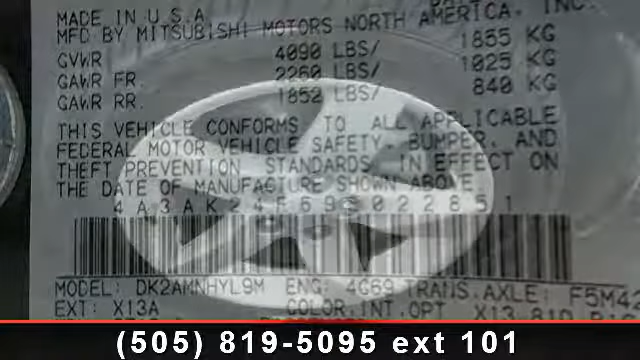 MADE IN U.S.A.
MFD BY MITSUBISHI MOTORS NORTH AMERICA, INC.
GVWR 4090 LBS/ 1855 KG
GAWR FR. 2260 LBS/ 1025 KG
GAWR RR. 1852 LBS/ 840 KG
THIS VEHICLE CONFORMS TO ALL APPLICABLE
FEDERAL MOTOR VEHICLE SAFETY, BUMPER, AND
THEFT PREVENTION STANDARDS IN EFFECT ON
THE DATE OF MANUFACTURE SHOWN ABOVE
MODEL: DK2AMNHYL9M ENG: 4G69 TRANS.AXLE: F5M42
EXT: X13A COLOR,INT,OPT X13
(505) 819-5095 ext 101